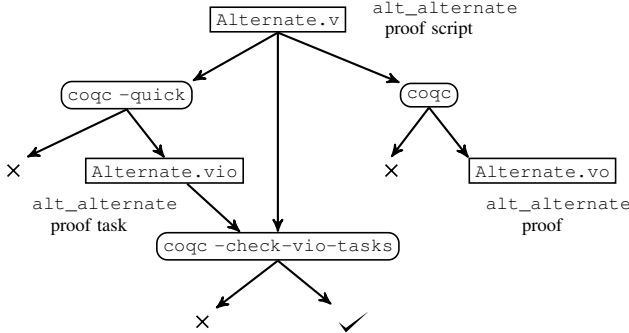 Alternate.v
alt_alternate
proof script
coqc -quick
coqc
×
Alternate.vio
×
Alternate.vo
alt_alternate
proof task
alt_alternate
proof
coqc -check-vio-tasks
×
✓